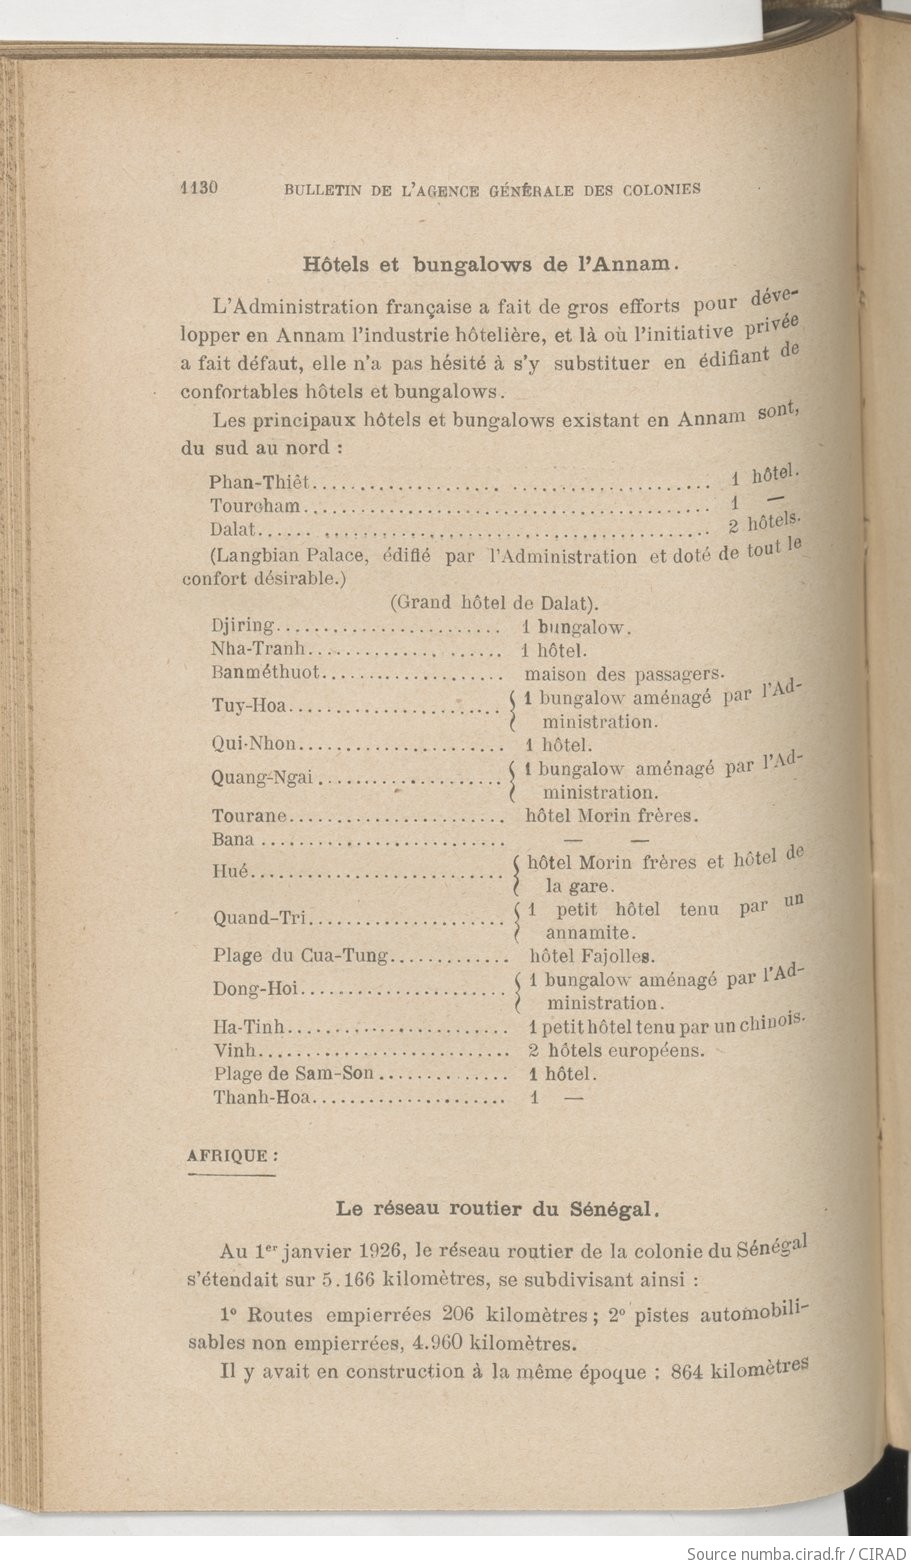 1130 BULLETIN DE L'AGENCE GÉNÉRALE DES COLONIES
Hôtels et bungalows de l'Annam.
L'Administration française a fait de gros efforts pour déve-
lopper en Annam l'industrie hôtelière, et là où l'initiative privée
a fait défaut, elle n'a pas hésité à s'y substituer en édifiant de
confortables hôtels et bungalows.
Les principaux hôtels et bungalows existant en Annam sont,
du sud au nord :
Phan-Thiêt........................................ 1 hôtel.
Tourcham........................................ 1 —
Dalat........................................ 2 hôtels.
(Langbian Palace, édifié par l'Administration et doté de tout le
confort désirable.)
(Grand hôtel de Dalat).
Djiring........................ 1 bungalow.
Nha-Tranh...................... 1 hôtel.
Banméthuot.................... maison des passagers.
Tuy-Hoa....................... { 1 bungalow aménagé par l'Ad-
ministration.
Qui-Nhon...................... 1 hôtel.
Quang-Ngai.................... { 1 bungalow aménagé par l'Ad-
ministration.
Tourane....................... hôtel Morin frères.
Bana .......................... — —
Hué........................... { hôtel Morin frères et hôtel de
la gare.
Quand-Tri..................... { 1 petit hôtel tenu par un
annamite.
Plage du Cua-Tung............. hôtel Fajolles.
Dong-Hoi...................... { 1 bungalow aménagé par l'Ad-
ministration.
Ha-Tinh........................ 1 petit hôtel tenu par un chinois.
Vinh........................... 2 hôtels européens.
Plage de Sam-Son .............. 1 hôtel.
Thanh-Hoa..................... 1 —
AFRIQUE :
Le réseau routier du Sénégal.
Au 1er janvier 1926, le réseau routier de la colonie du Sénégal
s'étendait sur 5.166 kilomètres, se subdivisant ainsi :
1° Routes empierrées 206 kilomètres ; 2° pistes automobili-
sables non empierrées, 4.960 kilomètres.
Il y avait en construction à la même époque : 864 kilomètres
Source numba.cirad.fr / CIRAD